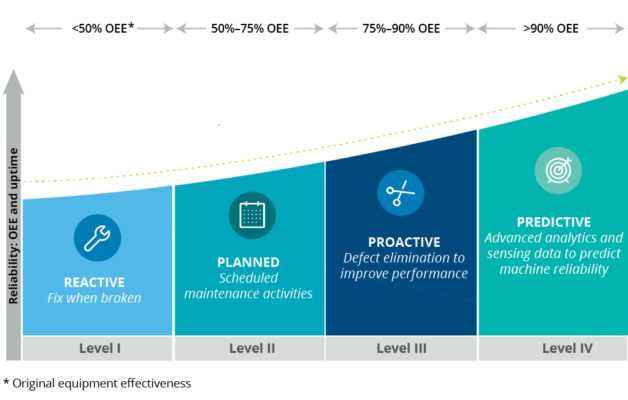 <50% OEE*
50%–75% OEE
75%–90% OEE
>90% OEE
Reliability: OEE and uptime
REACTIVE
Fix when broken
PLANNED
Scheduled
maintenance activities
PROACTIVE
Defect elimination to
improve performance
PREDICTIVE
Advanced analytics and
sensing data to predict
machine reliability
Level I
Level II
Level III
Level IV
* Original equipment effectiveness